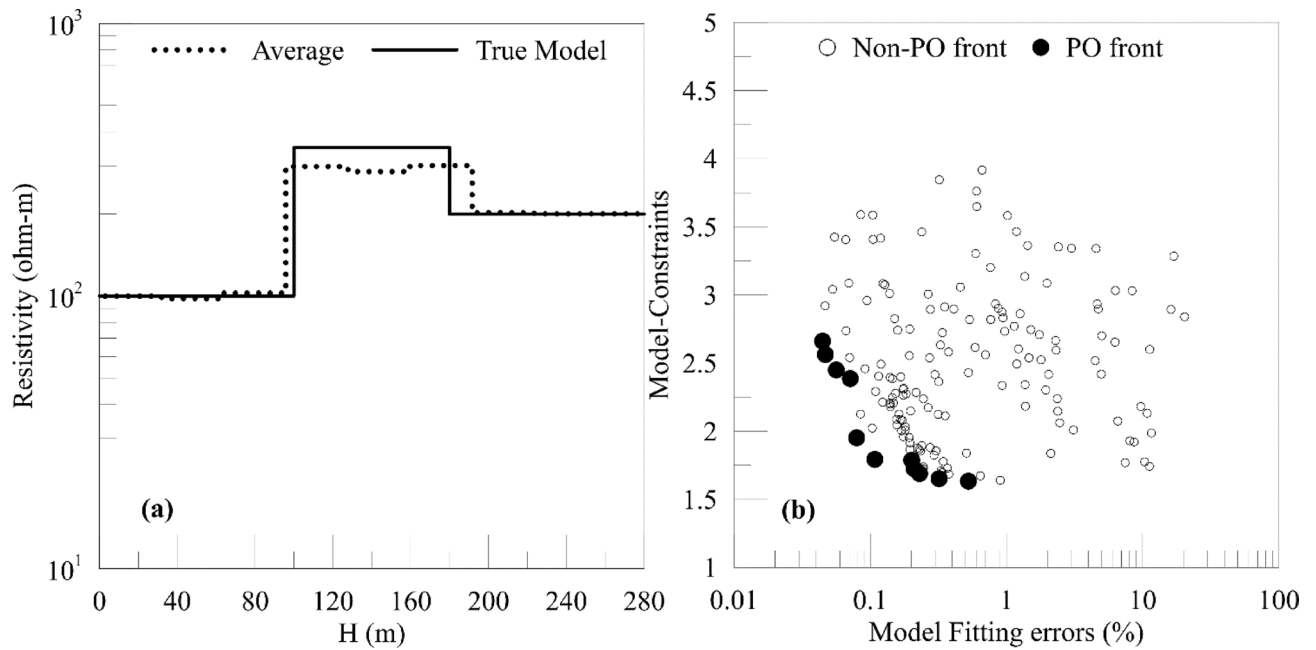 10³
Average
True Model
10²
Resistivity (ohm-m)
(a)
10¹
0 40 80 120 160 200 240 280
H (m)
5
Non-PO front
PO front
4.5
4
3.5
3
2.5
2
1.5
1
Model-Constraints
(b)
0.01 0.1 1 10 100
Model Fitting errors (%)